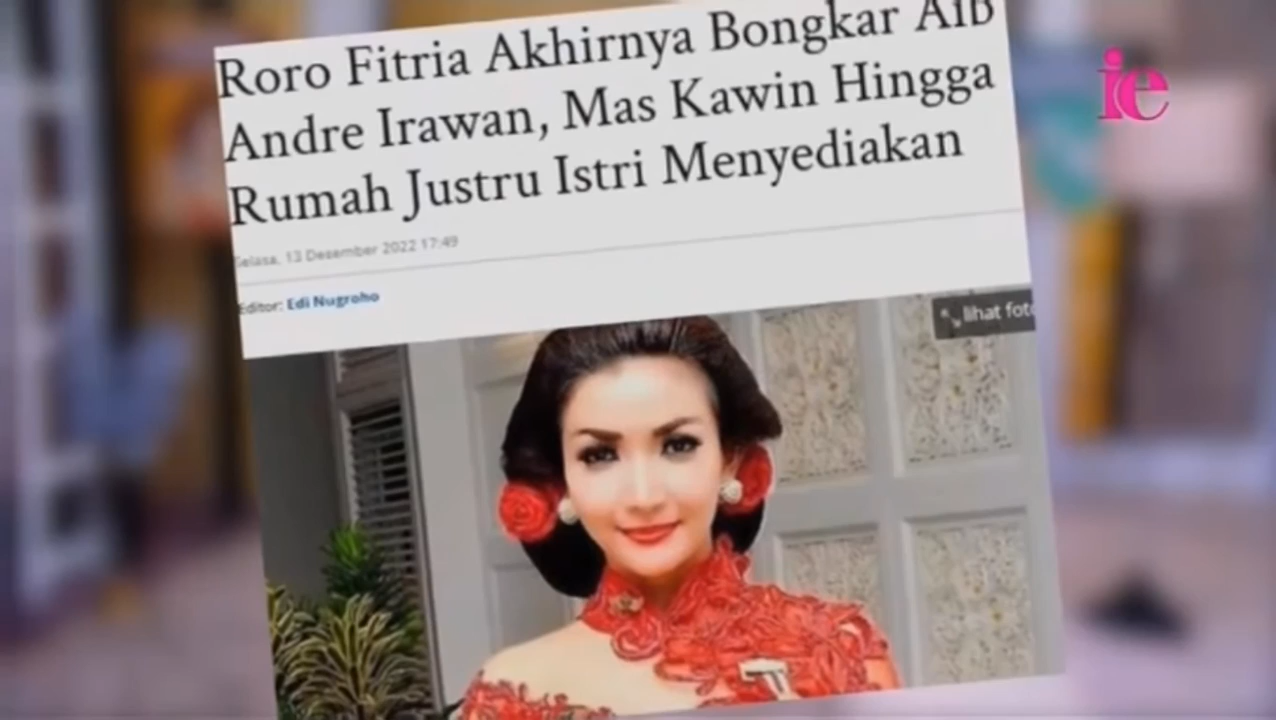 Roro Fitria Akhirnya Bongkar Aib
Andre Irawan, Mas Kawin Hingga
Rumah Justru Istri Menyediakan
Selasa, 13 Desember 2022 17:49
Editor: Edi Nugroho
lihat foto
ie